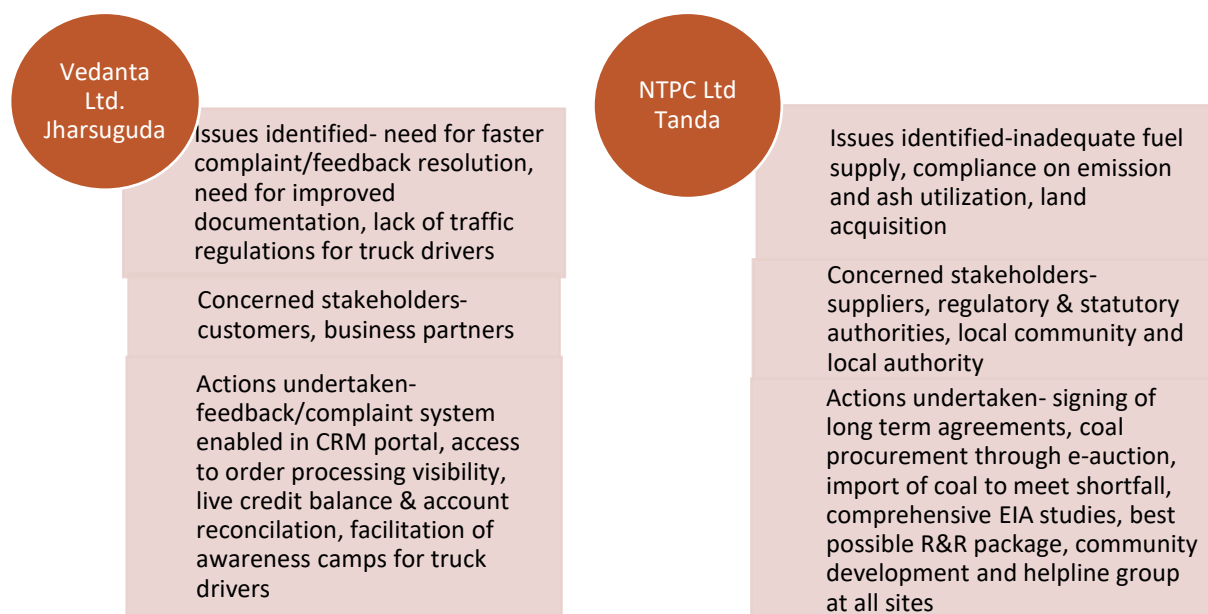 Vedanta
Ltd.
Jharsuguda
Issues identified- need for faster
complaint/feedback resolution,
need for improved
documentation, lack of traffic
regulations for truck drivers
Concerned stakeholders-
customers, business partners
Actions undertaken-
feedback/complaint system
enabled in CRM portal, access
to order processing visibility,
live credit balance & account
reconcilation, facilitation of
awareness camps for truck
drivers
NTPC Ltd
Tanda
Issues identified-inadequate fuel
supply, compliance on emission
and ash utilization, land
acquisition
Concerned stakeholders-
suppliers, regulatory & statutory
authorities, local community and
local authority
Actions undertaken- signing of
long term agreements, coal
procurement through e-auction,
import of coal to meet shortfall,
comprehensive EIA studies, best
possible R&R package, community
development and helpline group
at all sites